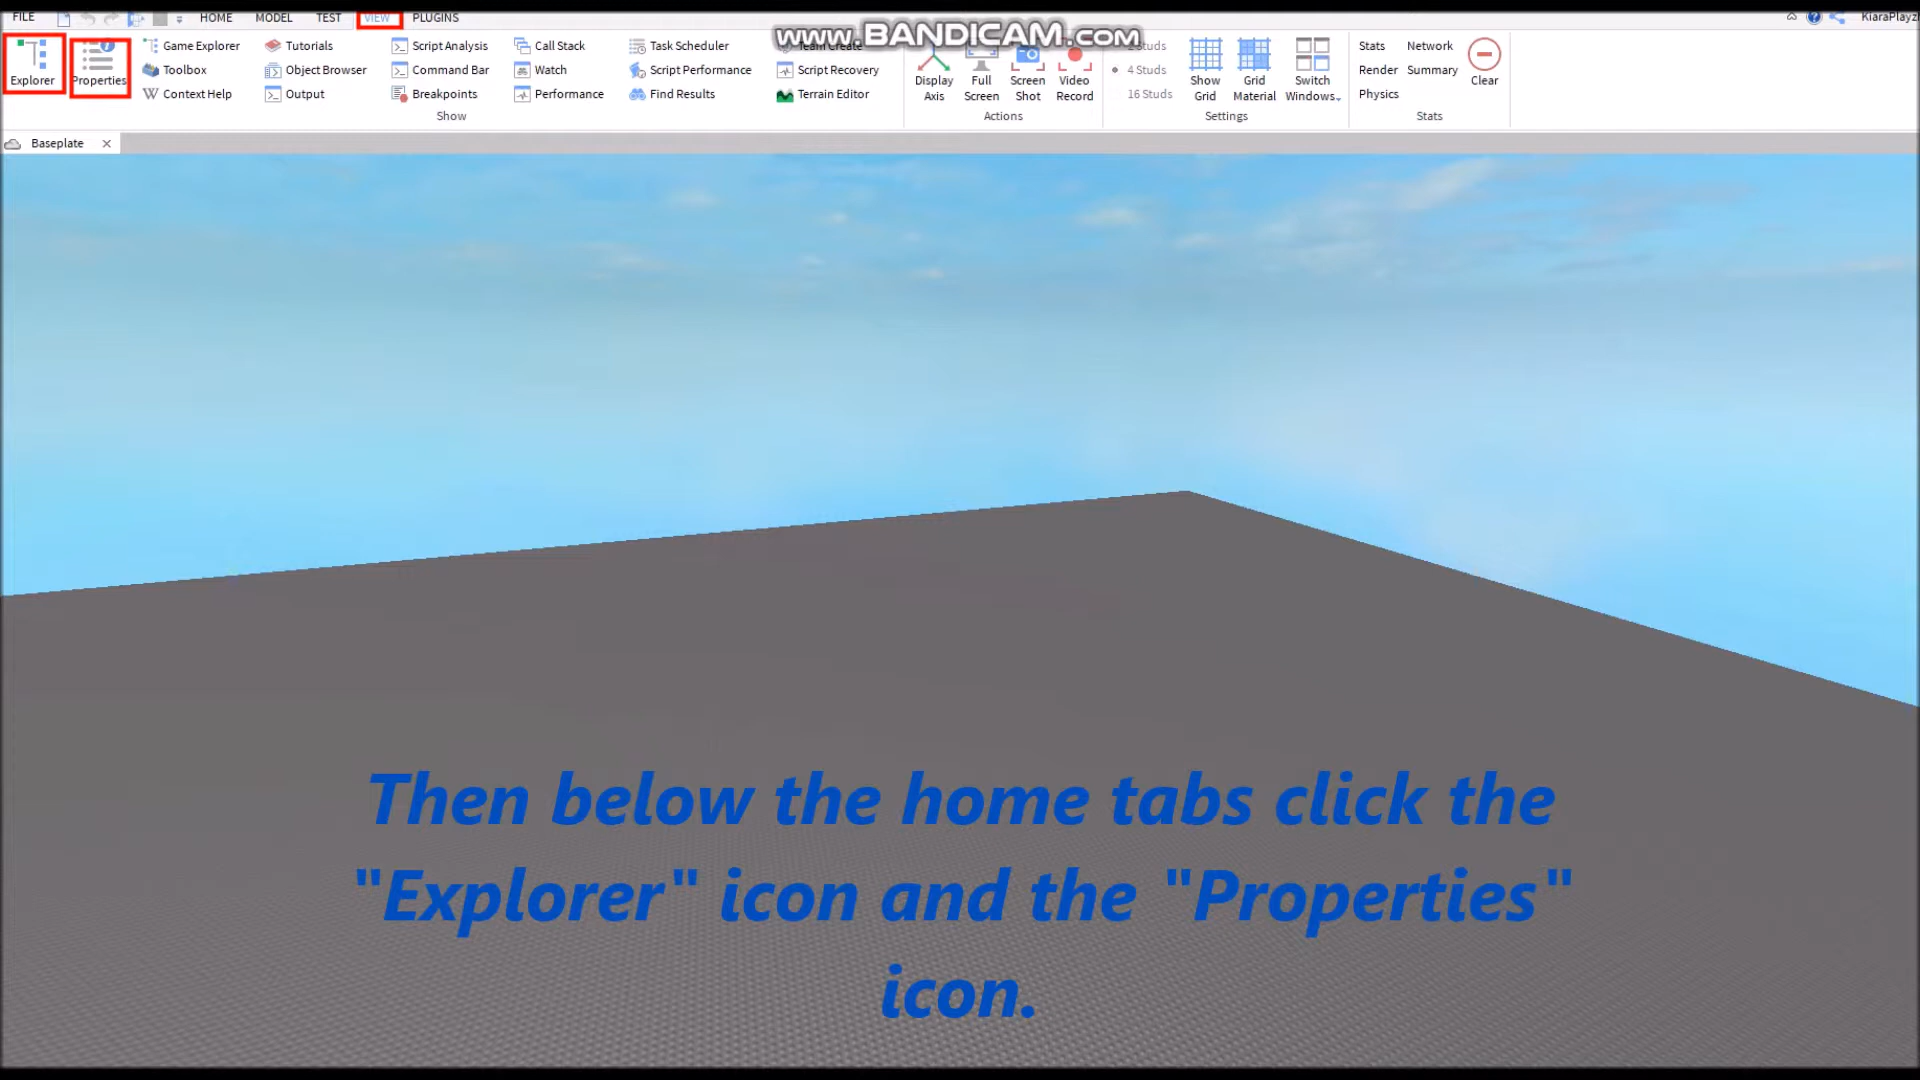 FILE HOME MODEL TEST VIEW PLUGINS KiaraPlayz
www.BANDICAM.com
Explorer
Properties
Game Explorer
Toolbox
Context Help
Tutorials
Object Browser
Output
Script Analysis
Command Bar
Breakpoints
Call Stack
Watch
Performance
Task Scheduler
Script Performance
Find Results
Team Create
Script Recovery
Terrain Editor
Show
Display
Axis
Full
Screen
Screen
Shot
Video
Record
Actions
Studs
4 Studs
16 Studs
Show
Grid
Grid
Material
Switch
Windows
Settings
Stats
Render
Physics
Network
Summary
Clear
Stats
Baseplate
Then below the home tabs click the
"Explorer" icon and the "Properties"
icon.